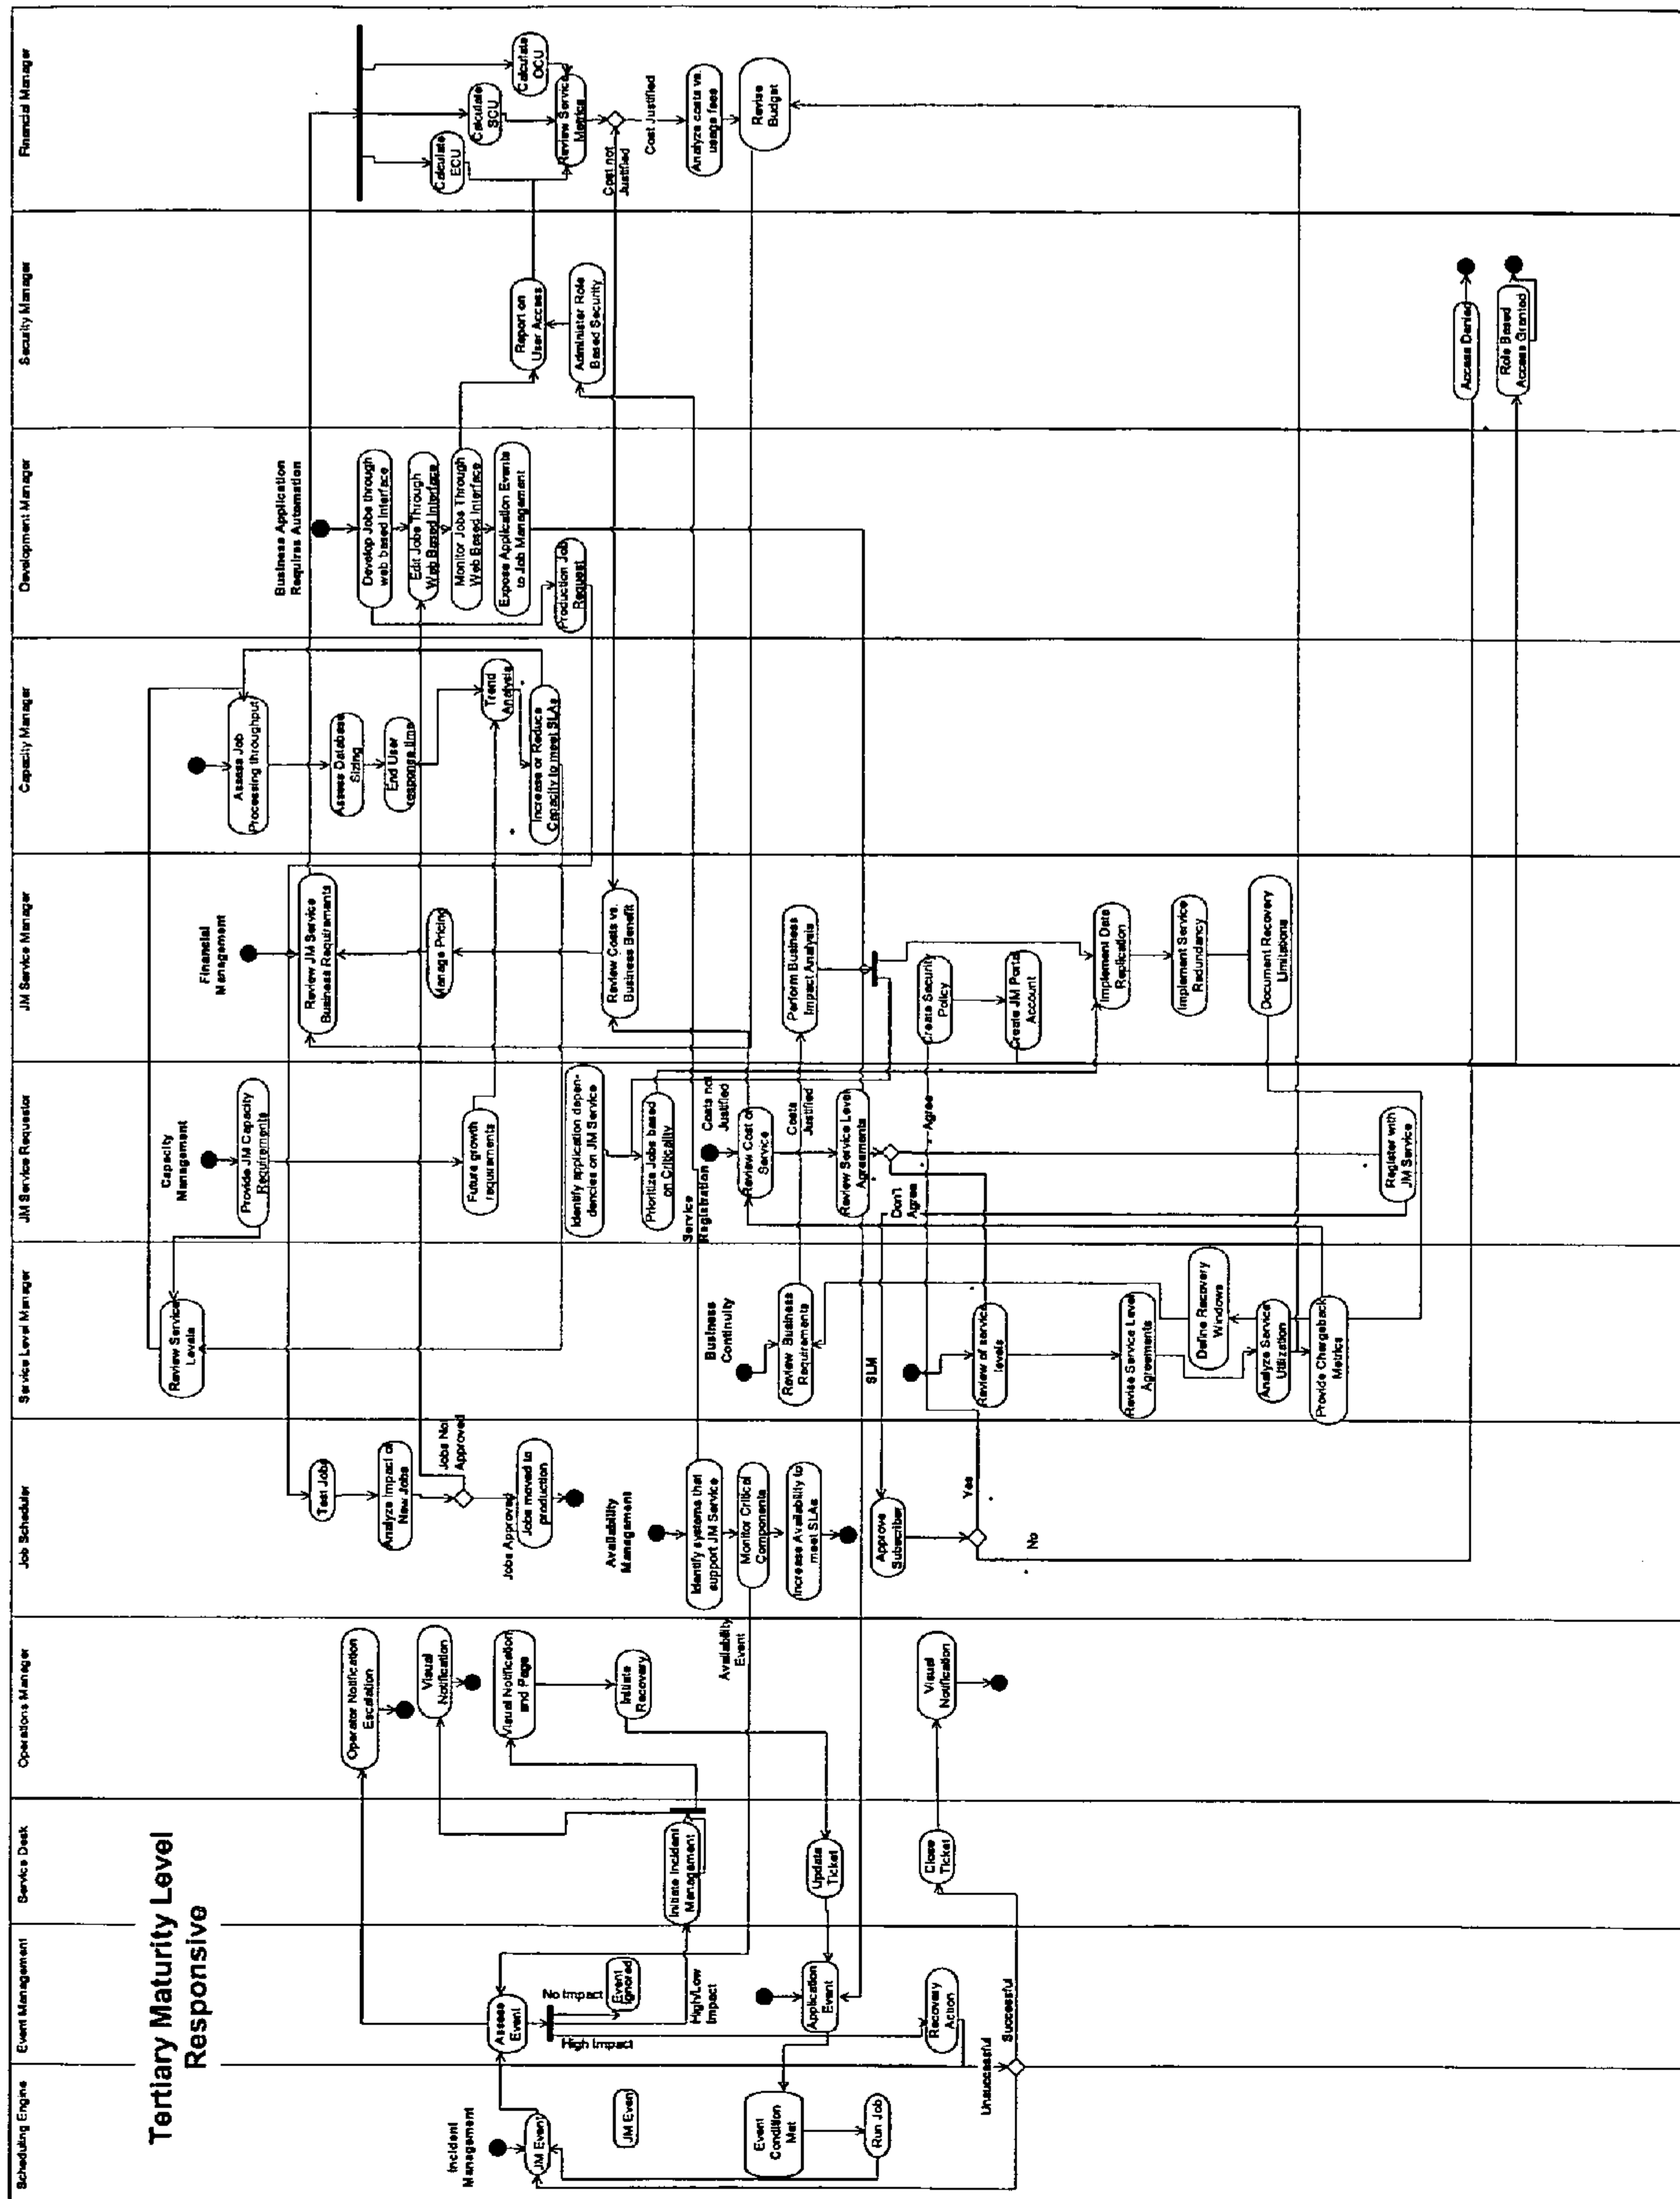 Tertiary Maturity Level
Responsive
Scheduling Engine
Incident
Management
JM Event
JM Event
Event
Condition
Met
Run Job
Unsuccessful
Successful
Event Management
Assess
Event
No Impact
Event
Ignored
High Impact
High/Low
Impact
Application
Event
Recovery
Action
Service Desk
Initiate Incident
Management
Update
Ticket
Close
Ticket
Operations Manager
Operator Notification
Escalation
Visual
Notification
Visual Notification
and Page
Initiate
Recovery
Availability
Event
Visual
Notification
Job Scheduler
Test Jobs
Analyze Impact of
New Jobs
Jobs Not
Approved
Jobs Approved
Jobs moved to
production
Availability
Management
Identify systems that
support JM Service
Monitor Critical
Components
Increase Availability to
meet SLAs
Approve
Subscriber
Yes
No
Service Level Manager
Review Service
Levels
Business
Continuity
Review Business
Requirements
SLM
Review of service
levels
Revise Service Level
Agreements
Define Recovery
Windows
Analyze Service
Utilization
Provide Chargeback
Metrics
JM Service Requestor
Capacity
Management
Provide JM Capacity
Requirements
Future growth
requirements
Identify application depen-
dencies on JM Service
Prioritize Jobs based
on Criticality
Service
Registration
Costs not
Justified
Review Cost of
Service
Costs
Justified
Review Service Level
Agreements
Don't
Agree
Agree
Register with
JM Service
JM Service Manager
Financial
Management
Review JM Service
Business Requirements
Manage Pricing
Review Costs vs.
Business Benefit
Perform Business
Impact Analysis
Create Security
Policy
Create JM Portal
Account
Implement Data
Replication
Implement Service
Redundancy
Document Recovery
Limitations
Capacity Manager
Assess Job
Processing throughput
Assess Database
Sizing
End User
response time
Trend
Analysis
Increase or Reduce
Capacity to meet SLAs
Development Manager
Business Application
Requires Automation
Develop Jobs through
web based Interface
Edit Jobs Through
Web Based Interface
Monitor Jobs Through
Web Based Interface
Expose Application Events
to Job Management
Production Job
Request
Security Manager
Report on
User Access
Administer Role
Based Security
Access Denied
Role Based
Access Granted
Financial Manager
Calculate
ECU
Calculate
SCU
Calculate
OCU
Review Service
Metrics
Cost not
Justified
Cost Justified
Analyze costs vs.
usage fees
Revise
Budget